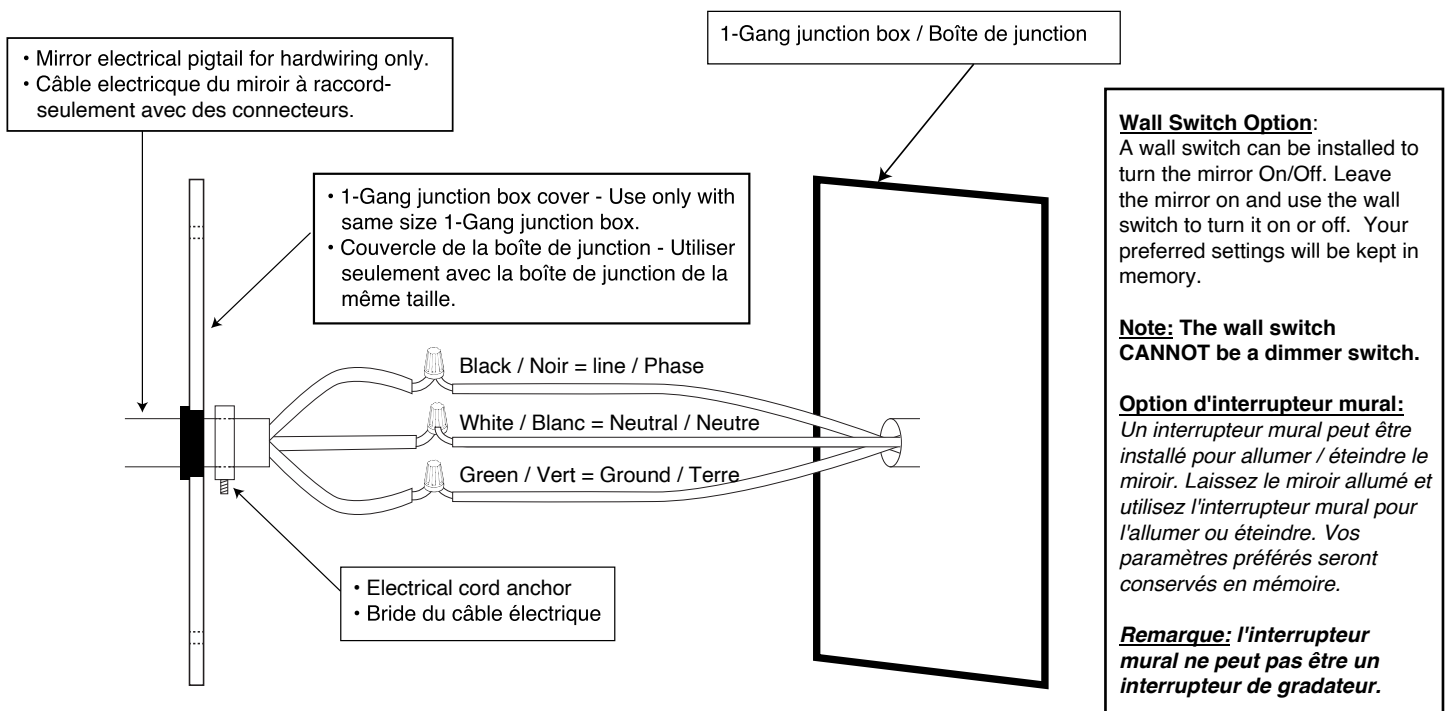 • Mirror electrical pigtail for hardwiring only.
• Câble electricque du miroir à raccord-
seulement avec des connecteurs.
1-Gang junction box / Boîte de junction
• 1-Gang junction box cover - Use only with
same size 1-Gang junction box.
• Couvercle de la boîte de junction - Utiliser
seulement avec la boîte de junction de la
même taille.
Black / Noir = line / Phase
White / Blanc = Neutral / Neutre
Green / Vert = Ground / Terre
• Electrical cord anchor
• Bride du câble électrique
Wall Switch Option:
A wall switch can be installed to
turn the mirror On/Off. Leave
the mirror on and use the wall
switch to turn it on or off. Your
preferred settings will be kept in
memory.
Note: The wall switch
CANNOT be a dimmer switch.
Option d'interrupteur mural:
Un interrupteur mural peut être
installé pour allumer / éteindre le
miroir. Laissez le miroir allumé et
utilisez l'interrupteur mural pour
l'allumer ou éteindre. Vos
paramètres préférés seront
conservés en mémoire.
Remarque: l'interrupteur
mural ne peut pas être un
interrupteur de gradateur.